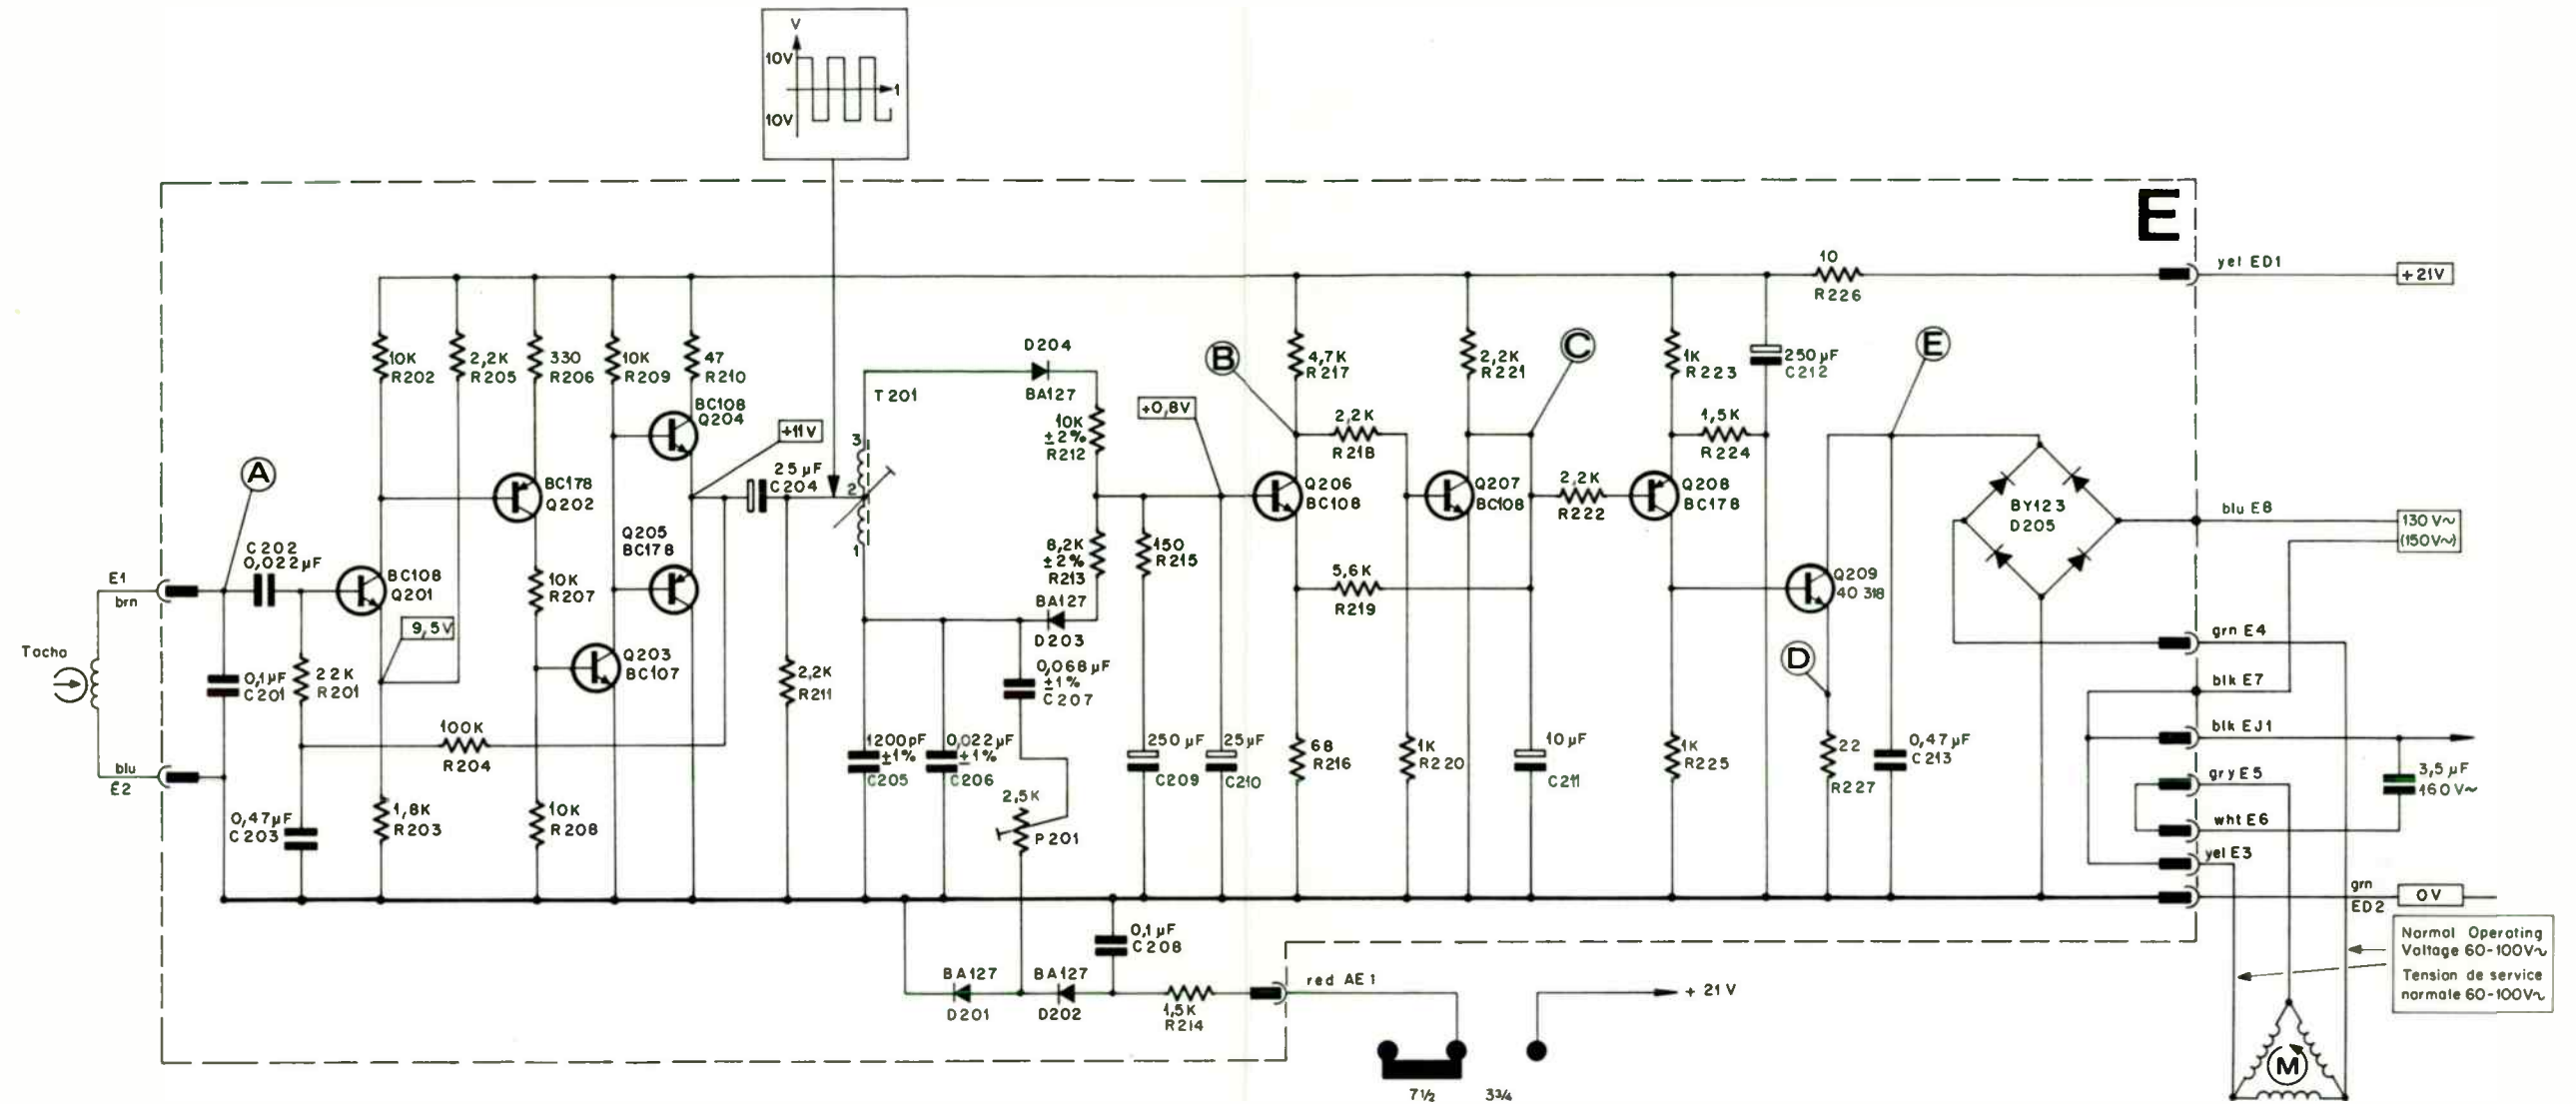 V
10V
1
10V
E
10
R226
yel ED1
+21V
10K
R202
2,2K
R205
330
R206
10K
R209
47
R210
BC108
Q204
+11V
25µF
C204
T201
3
2
1
D204
BA127
10K
±2%
R212
+0,8V
B
4,7K
R217
2,2K
R218
2,2K
R221
C
1K
R223
250µF
C212
1,5K
R224
E
A
BC178
Q202
Q205
BC178
Q206
BC108
Q207
BC108
2,2K
R222
Q208
BC178
BY123
D205
blu E8
130V~
(150V~)
C202
0,022µF
E1
brn
BC108
Q201
10K
R207
8,2K
±2%
R213
150
R215
5,6K
R219
Q209
40318
BA127
D203
9,5V
Tacho
0,1µF
C201
22K
R201
Q203
BC107
2,2K
R211
0,068µF
±1%
C207
D
grn E4
blk E7
100K
R204
1200pF
±1%
C205
0,022µF
±1%
C206
250µF
C209
25µF
C210
68
R216
1K
R220
10µF
C211
1K
R225
22
R227
0,47µF
C213
blk EJ1
blu
E2
gry E5
3,5µF
160V~
2,5K
P201
0,47µF
C203
1,8K
R203
10K
R208
wht E6
yel E3
grn
ED2
0V
0,1µF
C208
Normal Operating
Voltage 60-100V~
Tension de service
normale 60-100V~
BA127
D201
BA127
D202
1,5K
R214
red AE1
+21V
M
7½
3¾